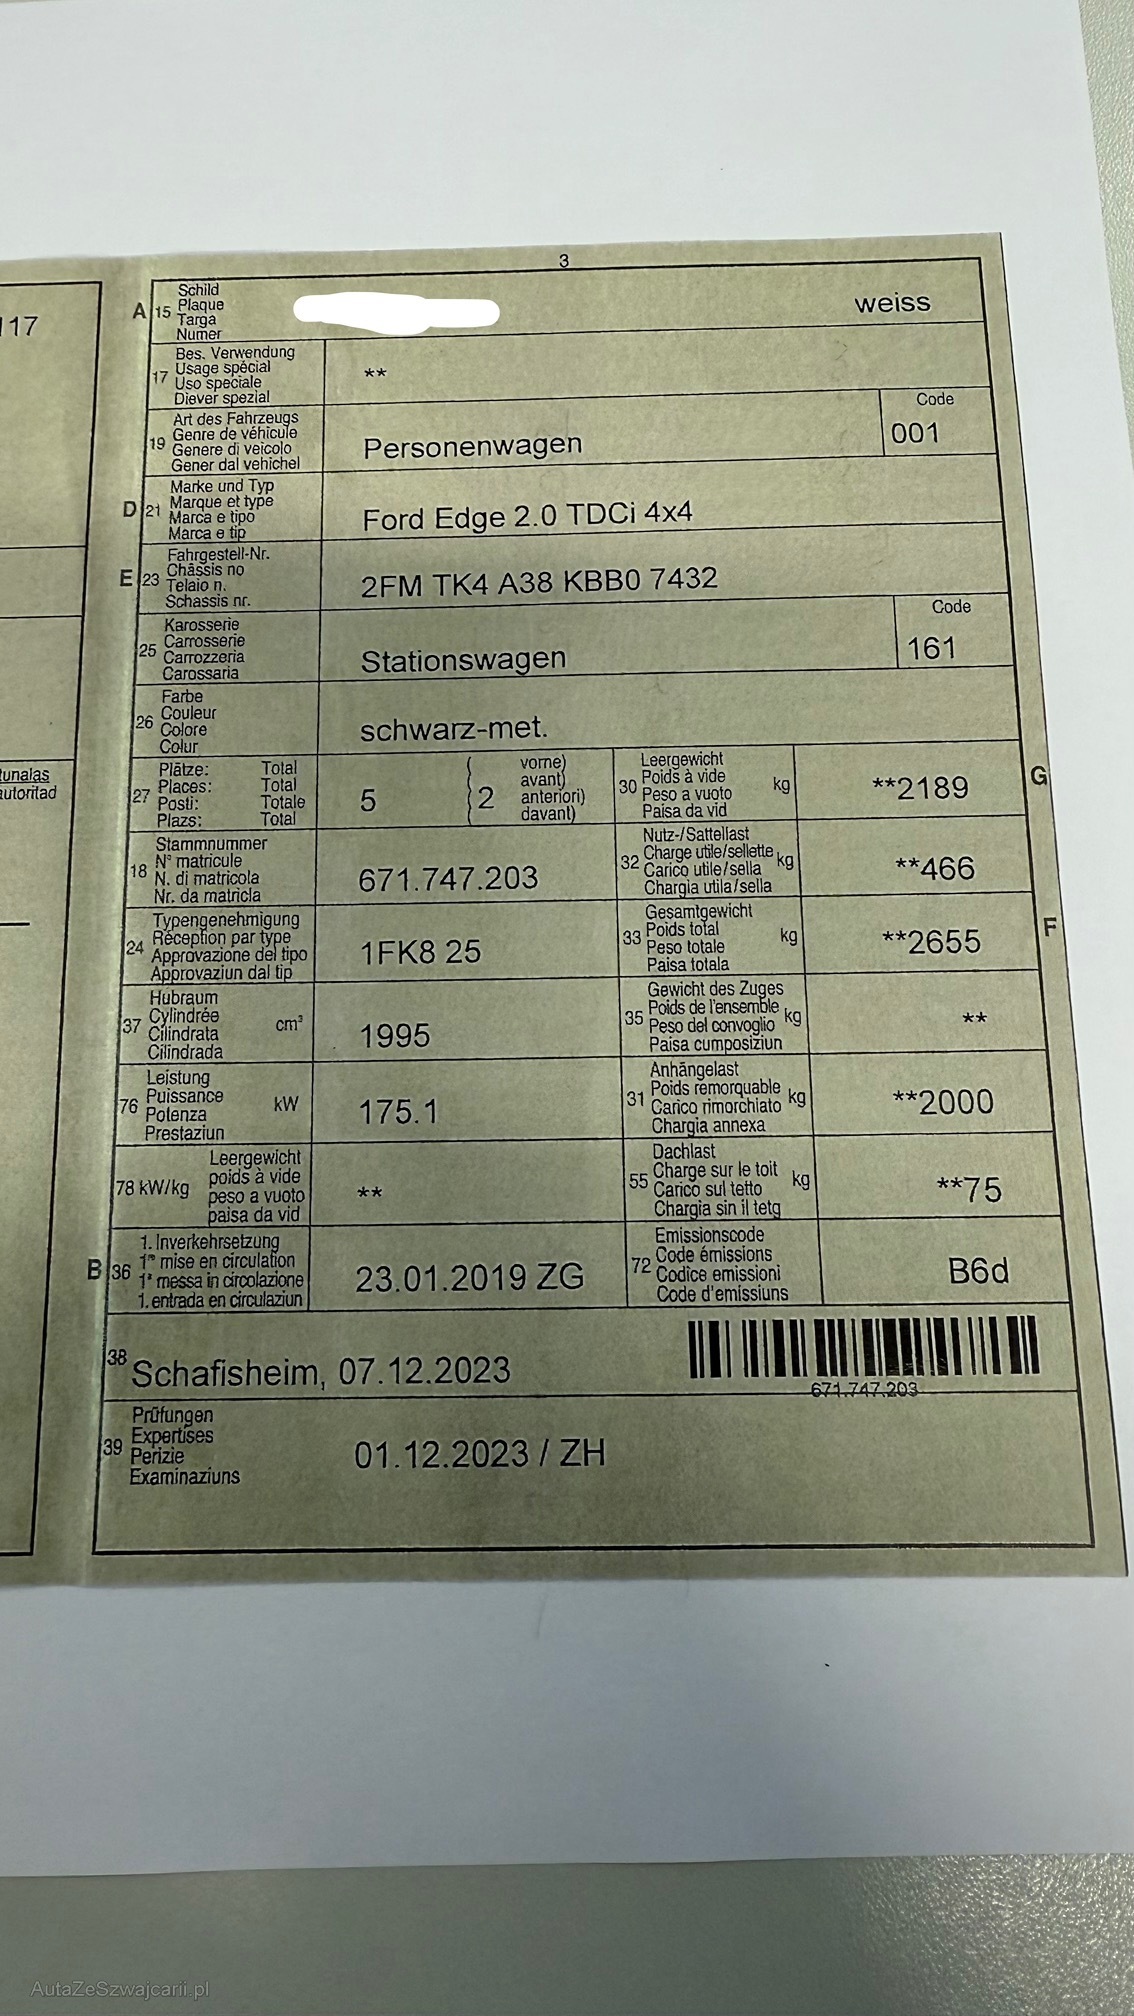 3
117
A 15 Schild
Plaque
Targa
Numer
weiss
17 Bes. Verwendung
Usage spécial
Uso speciale
Diever spezial
**
19 Art des Fahrzeugs
Genre de véhicule
Genere di veicolo
Gener dal vehichel
Personenwagen
Code
001
D 21 Marke und Typ
Marque et type
Marca e tipo
Marca e tip
Ford Edge 2.0 TDCi 4x4
E 23 Fahrgestell-Nr.
Châssis no
Telaio n.
Schassis nr.
2FM TK4 A38 KBB0 7432
25 Karosserie
Carrosserie
Carrozzeria
Carossaria
Stationswagen
Code
161
26 Farbe
Couleur
Colore
Colur
schwarz-met.
27 Plätze: Total
Places: Total
Posti: Totale
Plazs: Total
5
2 vorne)
avant)
anteriori)
davant)
30 Leergewicht
Poids à vide
Peso a vuoto
Paisa da vid
kg
**2189
G
18 Stammnummer
N° matricule
N. di matricola
Nr. da matricla
671.747.203
32 Nutz-/Sattellast
Charge utile/sellette
Carico utile/sella
Chargia utila/sella
kg
**466
24 Typengenehmigung
Réception par type
Approvazione del tipo
Approvaziun dal tip
1FK8 25
33 Gesamtgewicht
Poids total
Peso totale
Paisa totala
kg
**2655
F
37 Hubraum
Cylindrée
Cilindrata
Cilindrada
cm³
1995
35 Gewicht des Zuges
Poids de l'ensemble
Peso del convoglio
Paisa cumposiziun
kg
**
76 Leistung
Puissance
Potenza
Prestaziun
kW
175.1
31 Anhängelast
Poids remorquable
Carico rimorchiato
Chargia annexa
kg
**2000
78 kW/kg
Leergewicht
poids à vide
peso a vuoto
paisa da vid
**
55 Dachlast
Charge sur le toit
Carico sul tetto
Chargia sin il tetg
kg
**75
B 36 1. Inverkehrsetzung
1re mise en circulation
1a messa in circolazione
1. entrada en circulaziun
23.01.2019 ZG
72 Emissionscode
Code émissions
Codice emissioni
Code d'emissiuns
B6d
38 Schafisheim, 07.12.2023
671.747.203
39 Prüfungen
Expertises
Perizie
Examinaziuns
01.12.2023 / ZH
AutaZeSzwajcarii.pl